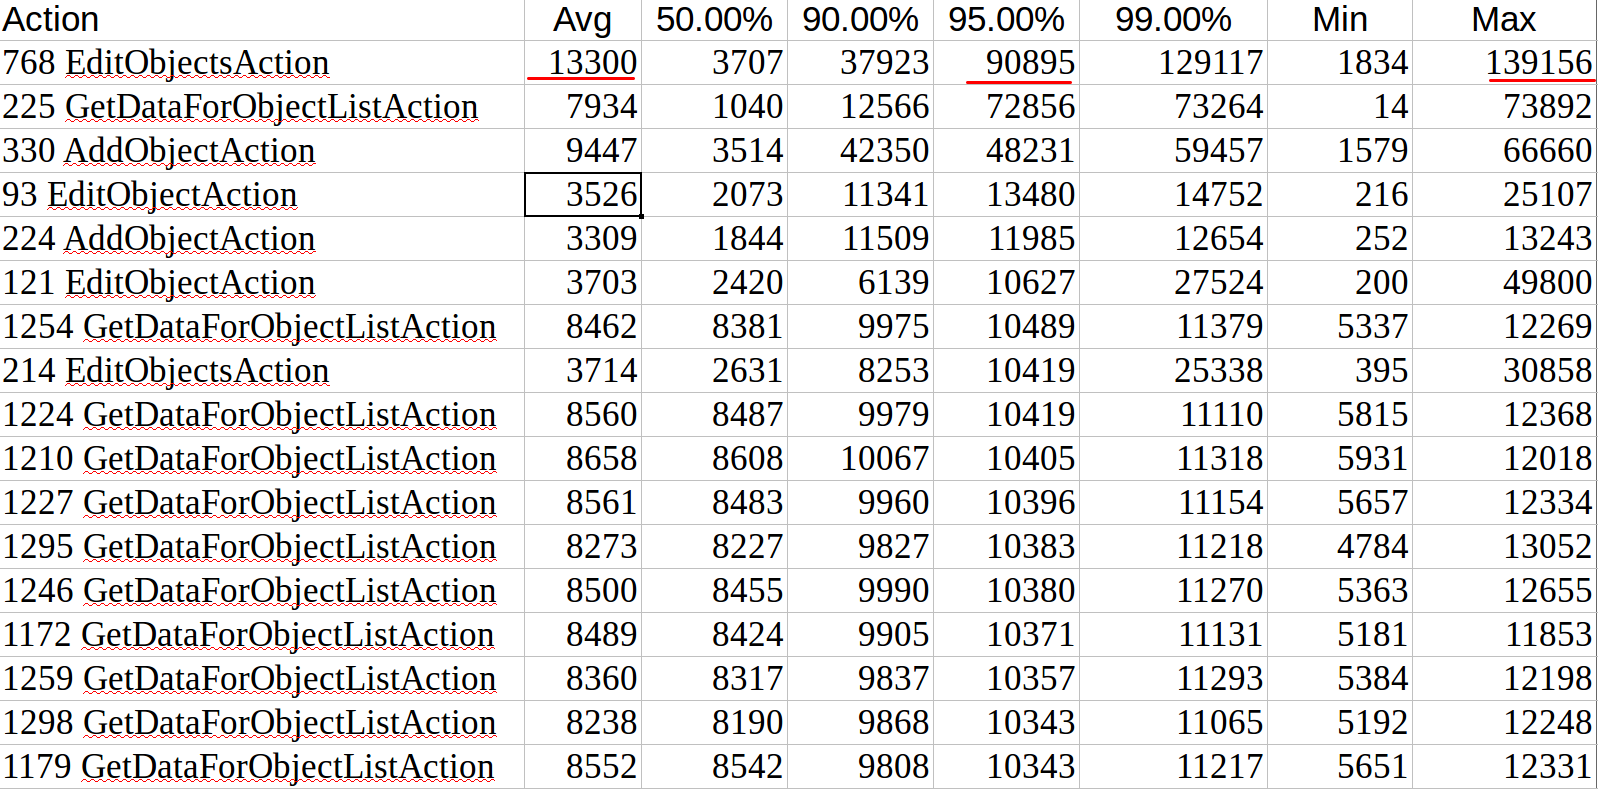 Action Avg 50.00% 90.00% 95.00% 99.00% Min Max
768 EditObjectsAction 13300 3707 37923 90895 129117 1834 139156
225 GetDataForObjectListAction 7934 1040 12566 72856 73264 14 73892
330 AddObjectAction 9447 3514 42350 48231 59457 1579 66660
93 EditObjectAction 3526 2073 11341 13480 14752 216 25107
224 AddObjectAction 3309 1844 11509 11985 12654 252 13243
121 EditObjectAction 3703 2420 6139 10627 27524 200 49800
1254 GetDataForObjectListAction 8462 8381 9975 10489 11379 5337 12269
214 EditObjectsAction 3714 2631 8253 10419 25338 395 30858
1224 GetDataForObjectListAction 8560 8487 9979 10419 11110 5815 12368
1210 GetDataForObjectListAction 8658 8608 10067 10405 11318 5931 12018
1227 GetDataForObjectListAction 8561 8483 9960 10396 11154 5657 12334
1295 GetDataForObjectListAction 8273 8227 9827 10383 11218 4784 13052
1246 GetDataForObjectListAction 8500 8455 9990 10380 11270 5363 12655
1172 GetDataForObjectListAction 8489 8424 9905 10371 11131 5181 11853
1259 GetDataForObjectListAction 8360 8317 9837 10357 11293 5384 12198
1298 GetDataForObjectListAction 8238 8190 9868 10343 11065 5192 12248
1179 GetDataForObjectListAction 8552 8542 9808 10343 11217 5651 12331